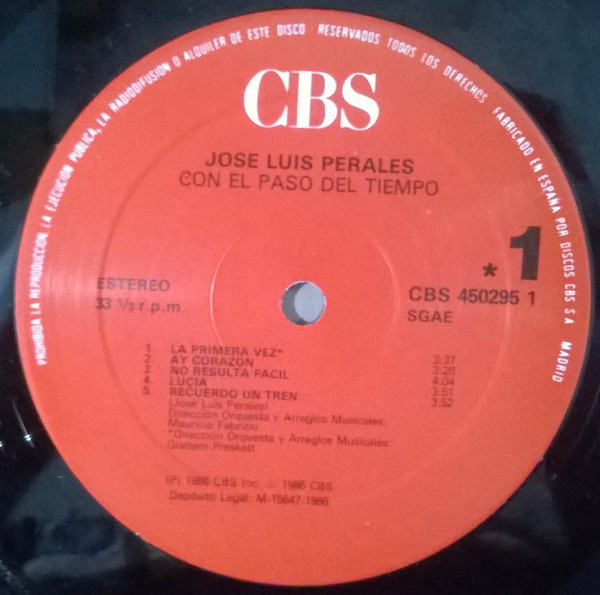 PROHIBIDA LA REPRODUCCION, LA EJECUCION PUBLICA, LA RADIODIFUSION O ALQUILER DE ESTE DISCO RESERVADOS TODOS LOS DERECHOS FABRICADO EN ESPAÑA POR DISCOS CBS S A MADRID
CBS
JOSE LUIS PERALES
CON EL PASO DEL TIEMPO
* 1
ESTEREO
33 ⅓ r.p.m.
CBS 450295 1
SGAE
1. LA PRIMERA VEZ* 3:37
2. AY CORAZON 3:29
3. NO RESULTA FACIL 4:04
4. LUCIA 3:51
5. RECUERDO UN TREN 3:52
(José Luis Perales)
Dirección Orquesta y Arreglos Musicales:
Mauricio Fabrizio.
*Dirección Orquesta y Arreglos Musicales:
Graham Preskett
(P) 1986 CBS Inc. © 1986 CBS
Depósito Legal: M-15647-1986